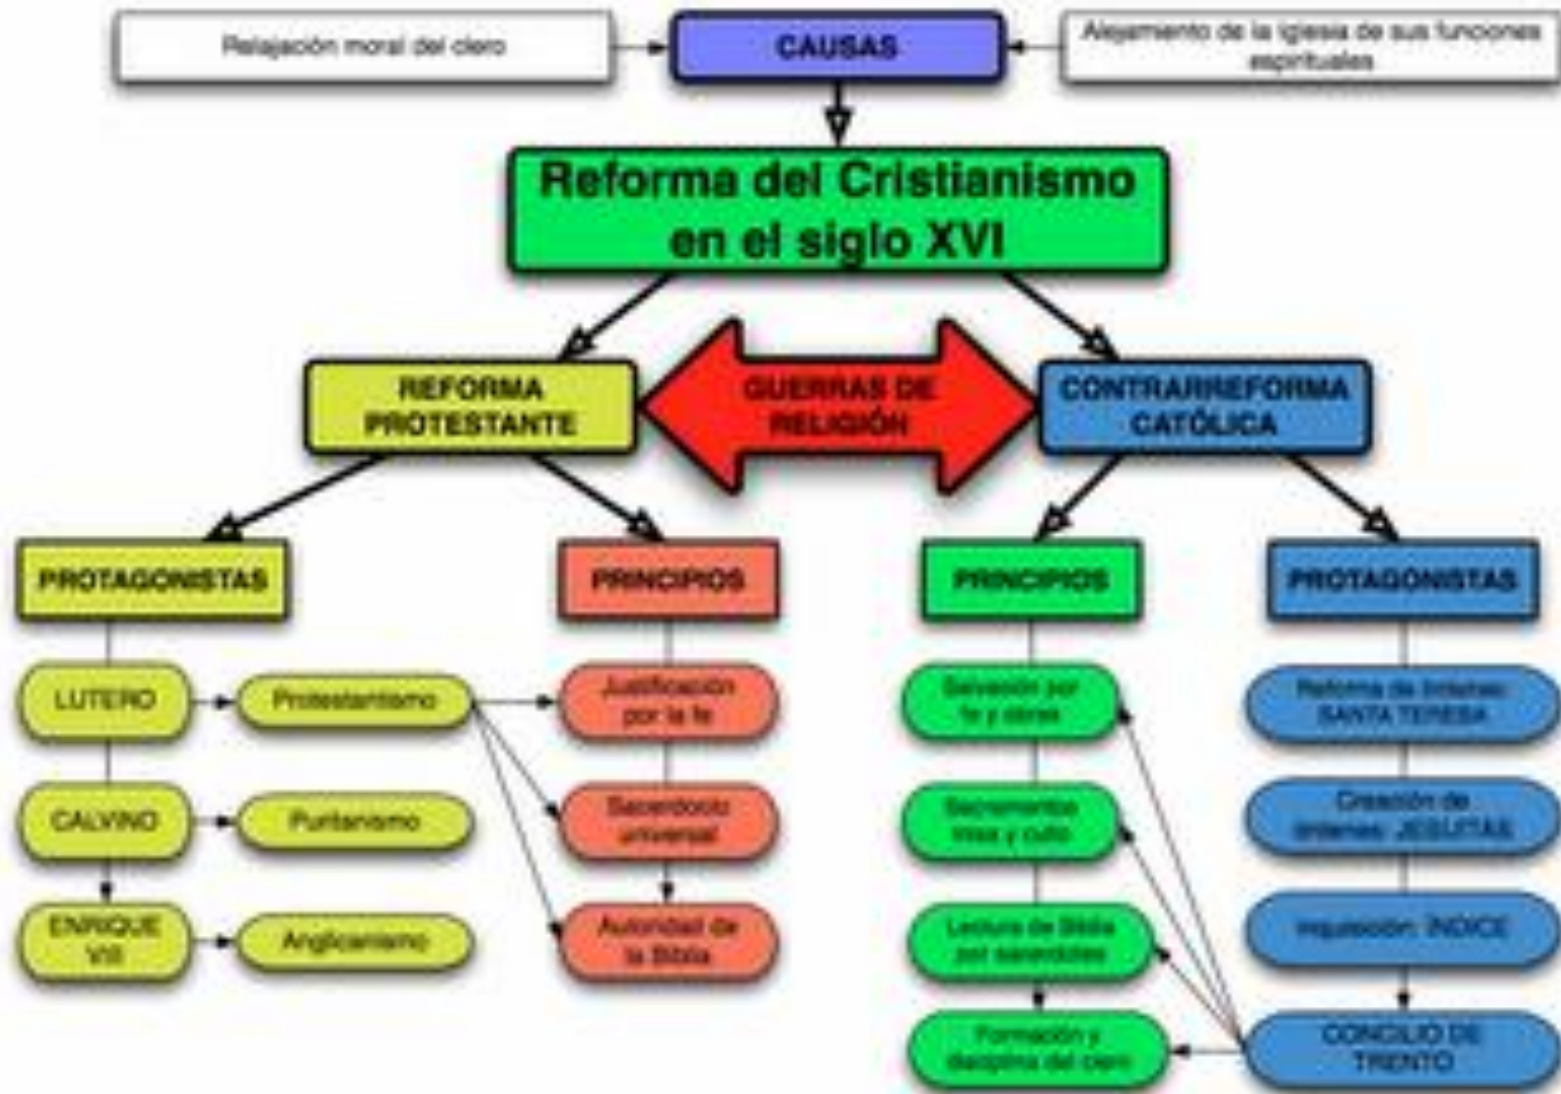 Relajación moral del clero
CAUSAS
Alejamiento de la iglesia de sus funciones
espirituales
Reforma del Cristianismo
en el siglo XVI
REFORMA
PROTESTANTE
GUERRAS DE
RELIGIÓN
CONTRARREFORMA
CATÓLICA
PROTAGONISTAS
PRINCIPIOS
PRINCIPIOS
PROTAGONISTAS
LUTERO
Protestantismo
Justificación
por la fe
Salvación por
fe y obras
Reforma de órdenes:
SANTA TERESA
CALVINO
Puritanismo
Sacerdocio
universal
Sacramentos
misa y culto
Creación de
órdenes: JESUITAS
ENRIQUE
VIII
Anglicanismo
Autoridad de
la Biblia
Lectura de Biblia
por sacerdotes
Inquisición: ÍNDICE
Formación y
disciplina del clero
CONCILIO DE
TRENTO